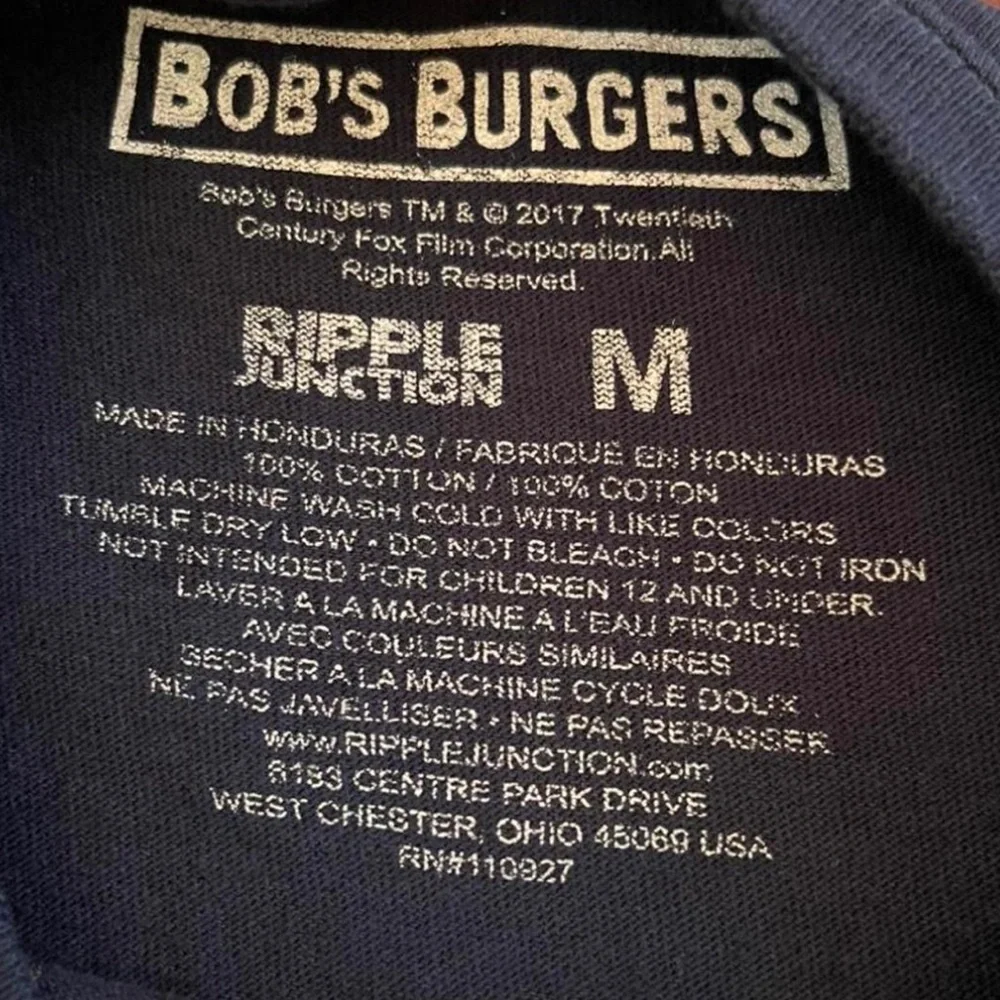 BOB'S BURGERS
Bob's Burgers TM & © 2017 Twentieth
Century Fox Film Corporation.All
Rights Reserved.
RIPPLE
JUNCTION
M
MADE IN HONDURAS / FABRIQUE EN HONDURAS
100% COTTON / 100% COTON
MACHINE WASH COLD WITH LIKE COLORS
TUMBLE DRY LOW • DO NOT BLEACH • DO NOT IRON
NOT INTENDED FOR CHILDREN 12 AND UNDER.
LAVER A LA MACHINE A L'EAU FROIDE
AVEC COULEURS SIMILAIRES
SECHER A LA MACHINE CYCLE DOUX .
NE PAS JAVELLISER • NE PAS REPASSER
www.RIPPLEJUNCTION.com
8183 CENTRE PARK DRIVE
WEST CHESTER, OHIO 45069 USA
RN#110927